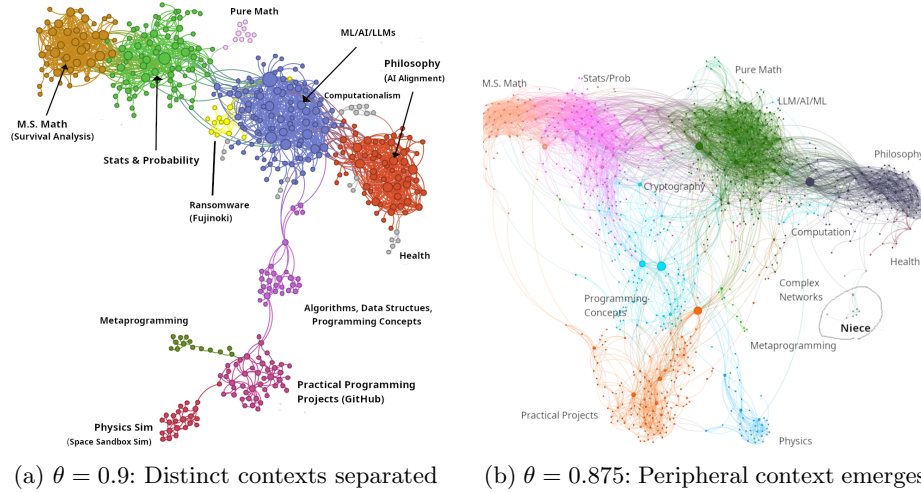 Pure Math
ML/AI/LLMs
Philosophy
(AI Alignment)
Computationalism
M.S. Math
(Survival Analysis)
Stats & Probability
Ransomware
(Fujinoki)
Health
Algorithms, Data Structues,
Programming Concepts
Metaprogramming
Practical Programming
Projects (GitHub)
Physics Sim
(Space Sandbox Sim)
(a) θ = 0.9: Distinct contexts separated
Pure Math
M.S. Math
Stats/Prob
LLM/AI/ML
Philosophy
Cryptography
Computation
Health
Complex
Networks
Programming
Concepts
Niece
Metaprogramming
Practical Projects
Physics
(b) θ = 0.875: Peripheral context emerges